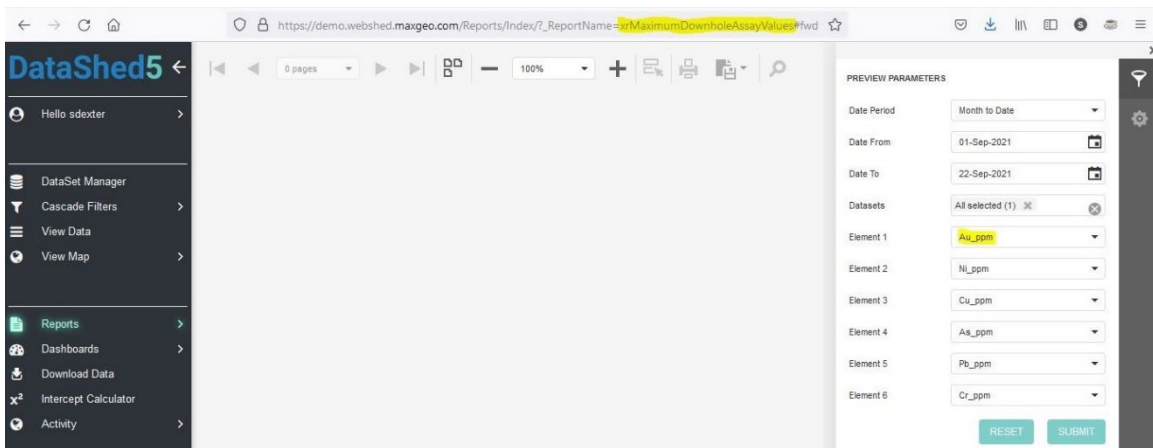 https://demo.webshed.maxgeo.com/Reports/Index/?_ReportName=xrMaximumDownholeAssayValues#fwd
S
DataShed5
0 pages
100%
PREVIEW PARAMETERS
Hello sdexter
Date Period Month to Date
Date From 01-Sep-2021
Date To 22-Sep-2021
DataSet Manager
Cascade Filters
View Data
View Map
Datasets All selected (1)
Element 1 Au_ppm
Element 2 Ni_ppm
Element 3 Cu_ppm
Element 4 As_ppm
Element 5 Pb_ppm
Element 6 Cr_ppm
Reports
Dashboards
Download Data
x² Intercept Calculator
Activity
RESET SUBMIT